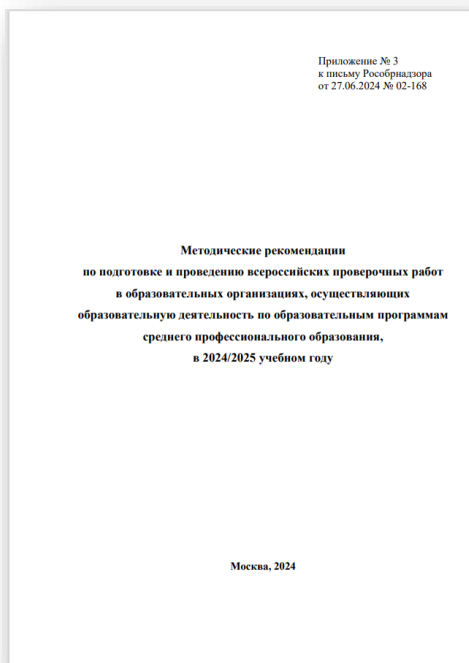 Приложение № 3
к письму Рособрнадзора
от 27.06.2024 № 02-168
Методические рекомендации
по подготовке и проведению всероссийских проверочных работ
в образовательных организациях, осуществляющих
образовательную деятельность по образовательным программам
среднего профессионального образования,
в 2024/2025 учебном году
Москва, 2024